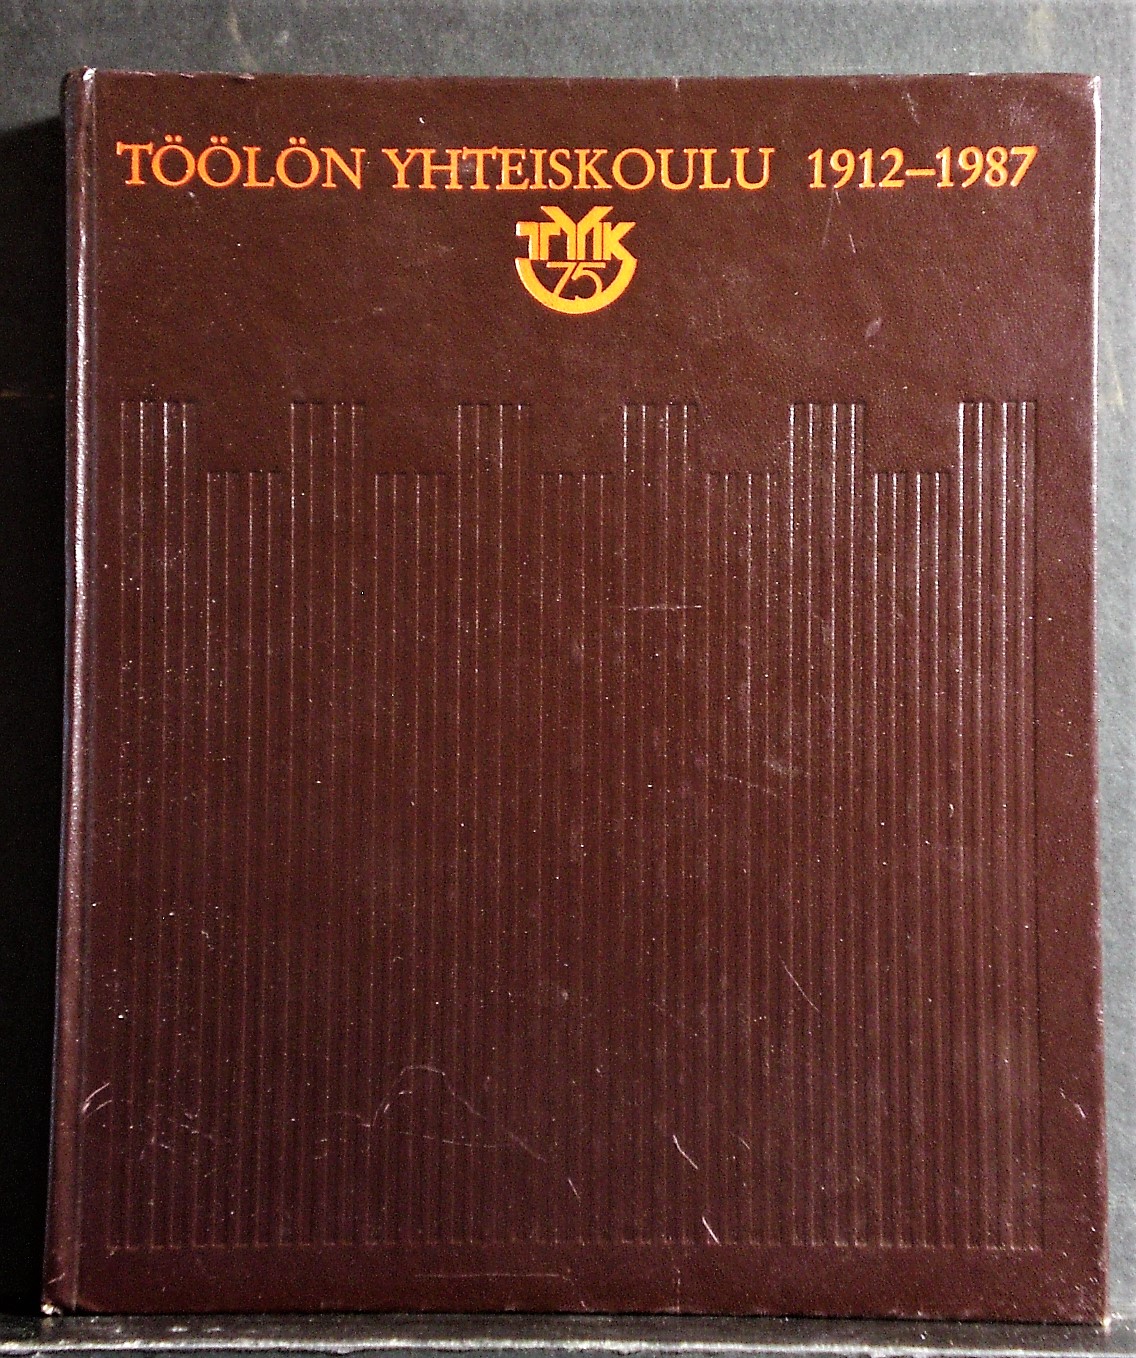 TÖÖLÖN YHTEISKOULU 1912–1987
TYK
75